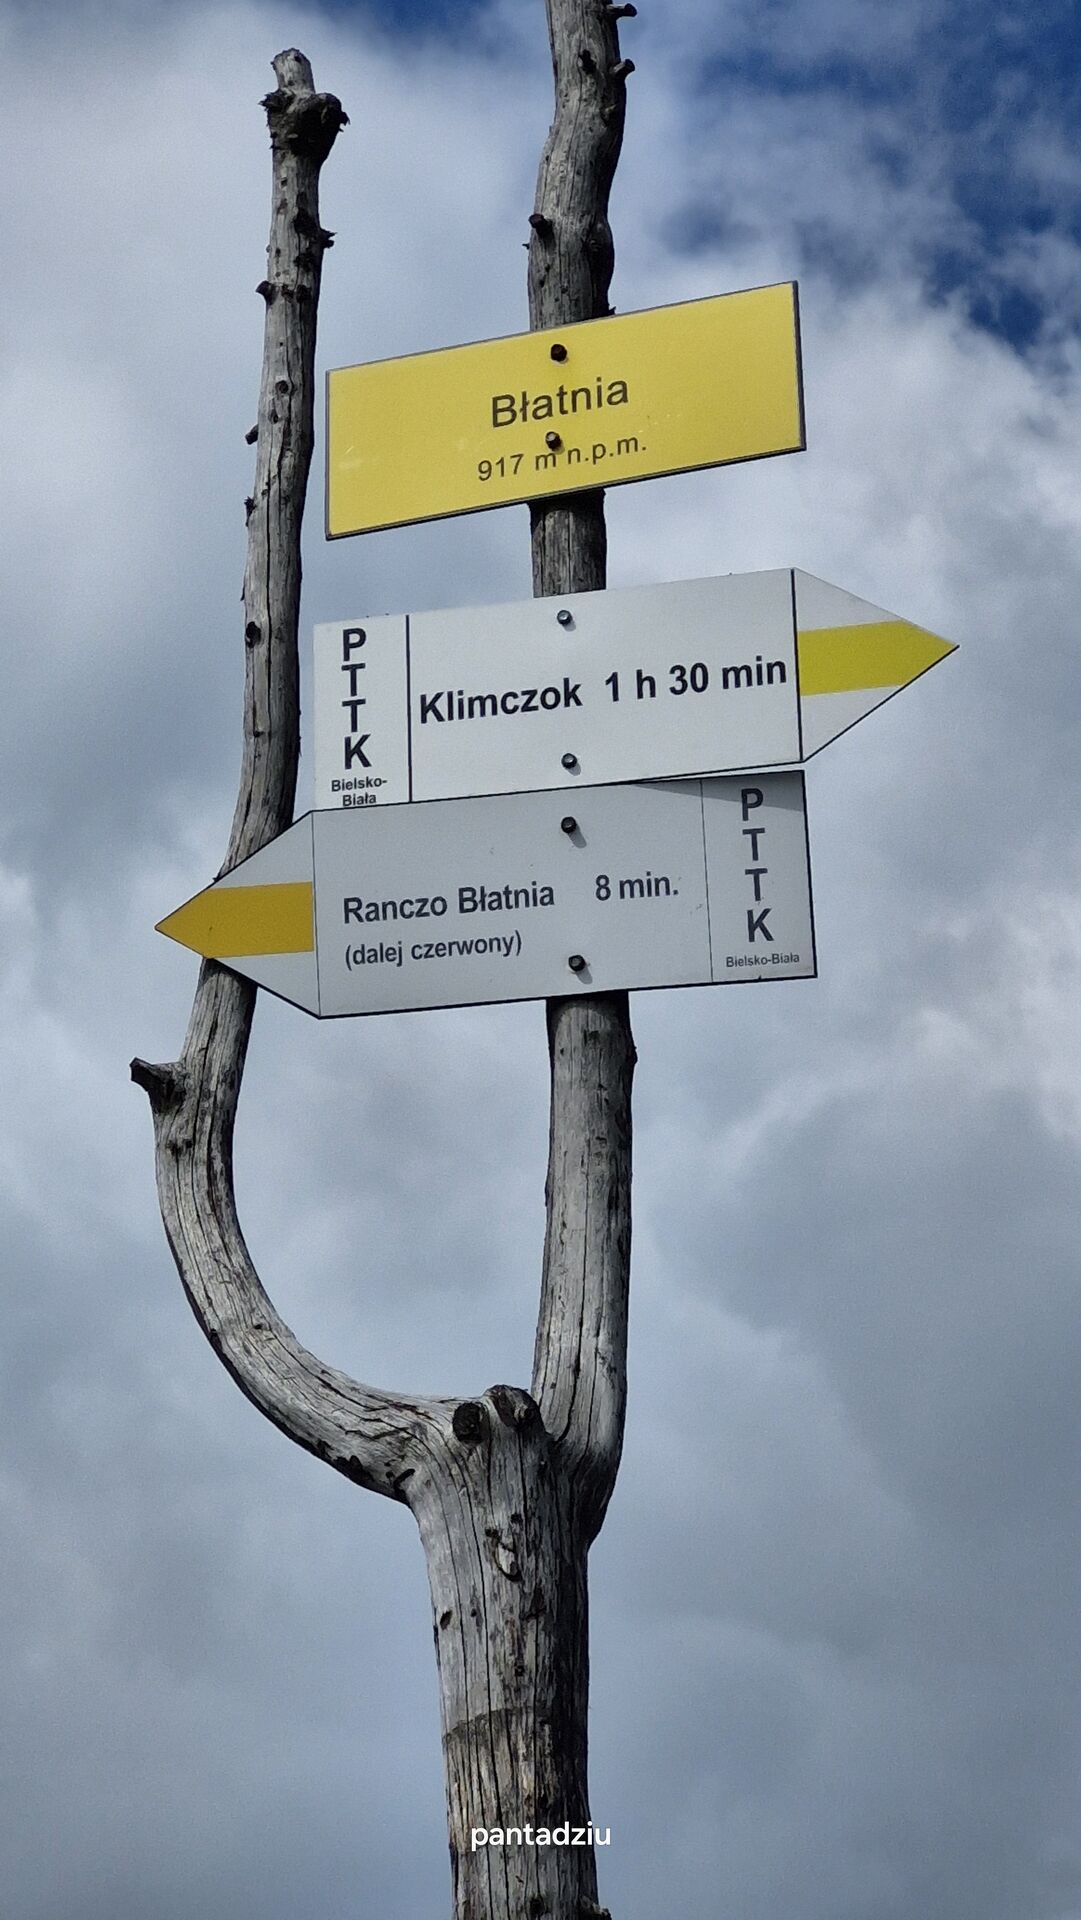 Błatnia
917 m n.p.m.
P
T
T
K
Bielsko-
Biała
Klimczok 1 h 30 min
Ranczo Błatnia 8 min.
(dalej czerwony)
P
T
T
K
Bielsko-Biała
pantadziu